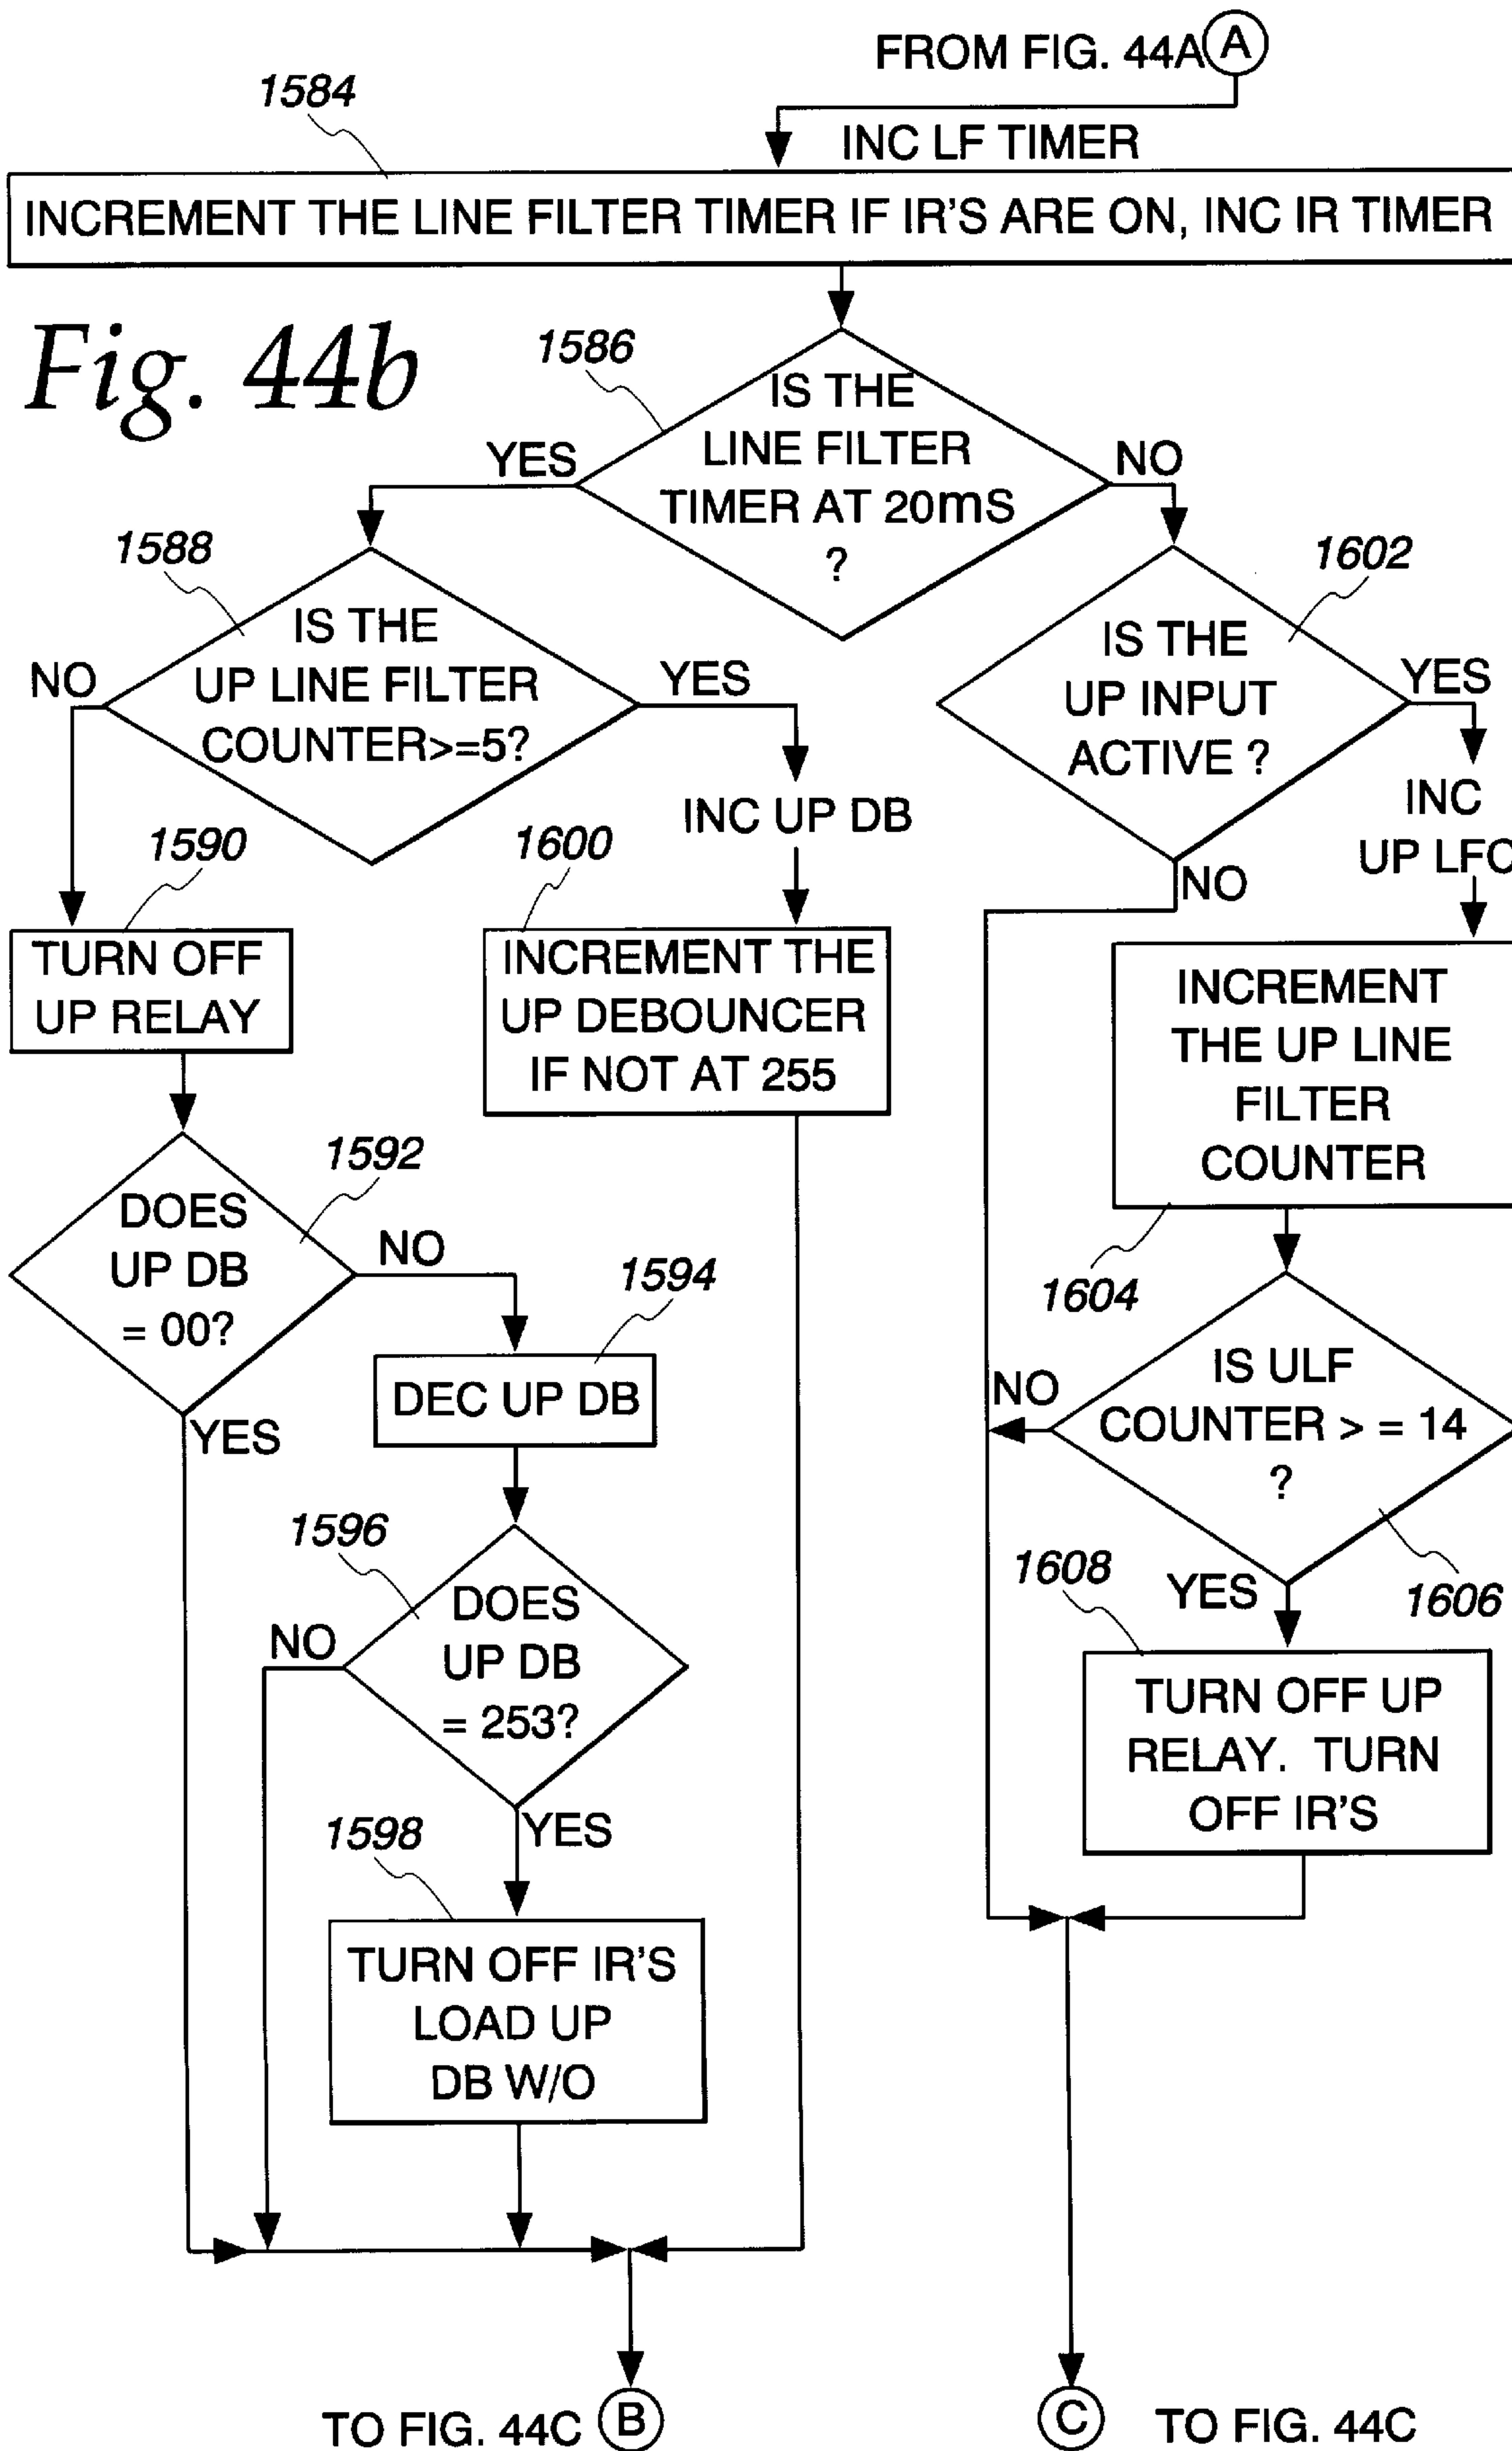 FROM FIG. 44A A
1584
INC LF TIMER
INCREMENT THE LINE FILTER TIMER IF IR'S ARE ON, INC IR TIMER
Fig. 44b
1586
IS THE
LINE FILTER
TIMER AT 20mS
?
YES
NO
1588
IS THE
UP LINE FILTER
COUNTER>=5?
NO
YES
1602
IS THE
UP INPUT
ACTIVE ?
YES
NO
INC UP DB
INC
UP LFC
1590
TURN OFF
UP RELAY
1600
INCREMENT THE
UP DEBOUNCER
IF NOT AT 255
INCREMENT
THE UP LINE
FILTER
COUNTER
1604
1592
DOES
UP DB
= 00?
NO
YES
1594
DEC UP DB
IS ULF
COUNTER > = 14
?
NO
YES
1606
1596
DOES
UP DB
= 253?
NO
YES
1608
TURN OFF UP
RELAY. TURN
OFF IR'S
1598
TURN OFF IR'S
LOAD UP
DB W/O
TO FIG. 44C B
C TO FIG. 44C